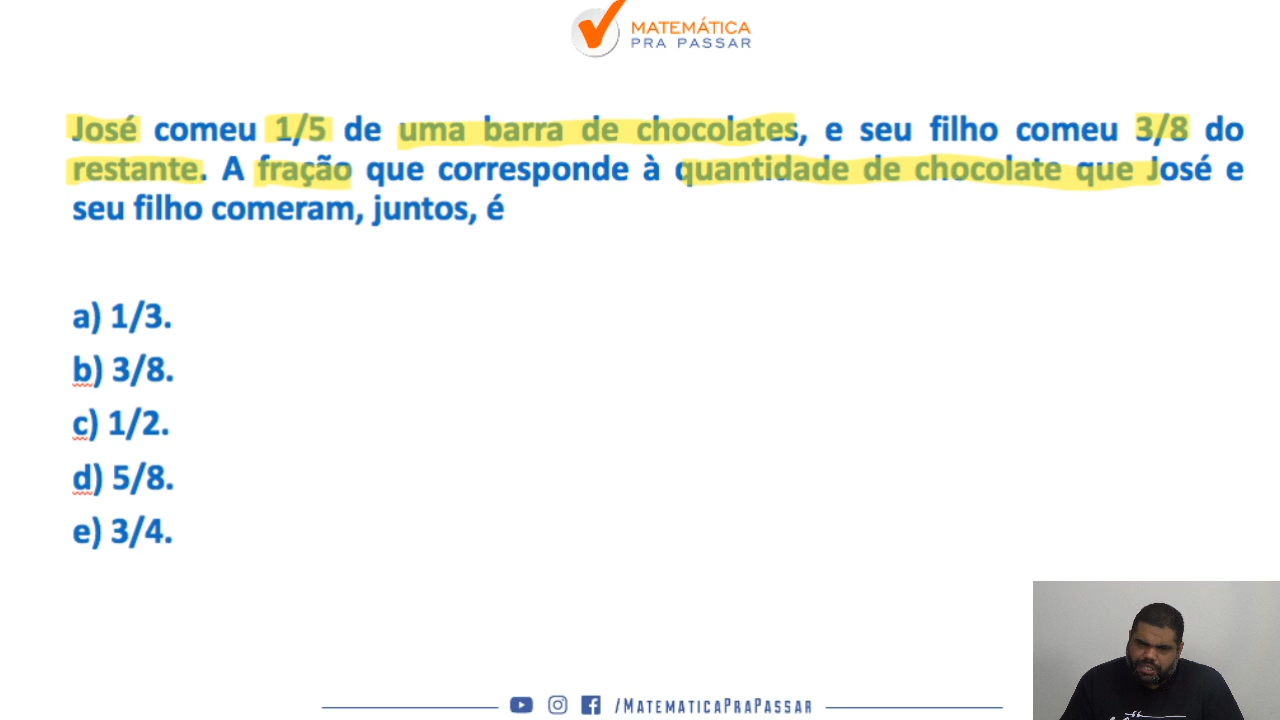 MATEMÁTICA
PRA PASSAR
José comeu 1/5 de uma barra de chocolates, e seu filho comeu 3/8 do
restante. A fração que corresponde à quantidade de chocolate que José e
seu filho comeram, juntos, é
a) 1/3.
b) 3/8.
c) 1/2.
d) 5/8.
e) 3/4.
/MATEMATICAPRAPASSAR